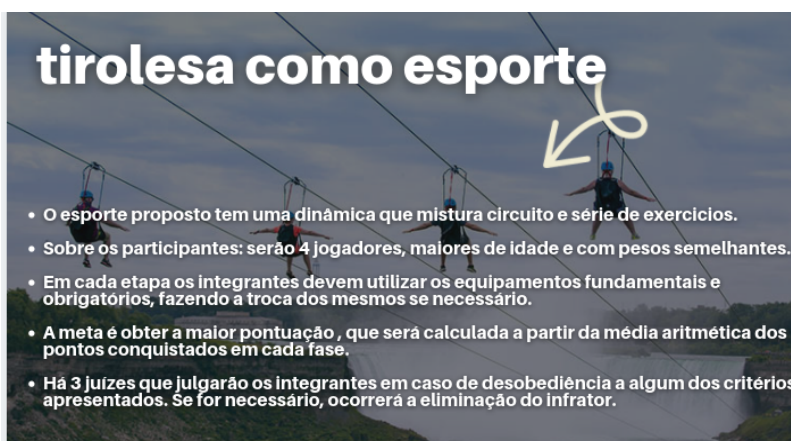 tirolesa como esporte
• O esporte proposto tem uma dinâmica que mistura circuito e série de exercicios.
• Sobre os participantes: serão 4 jogadores, maiores de idade e com pesos semelhantes.
• Em cada etapa os integrantes devem utilizar os equipamentos fundamentais e
obrigatórios, fazendo a troca dos mesmos se necessário.
• A meta é obter a maior pontuação , que será calculada a partir da média aritmética dos
pontos conquistados em cada fase.
• Há 3 juízes que julgarão os integrantes em caso de desobediência a algum dos critérios
apresentados. Se for necessário, ocorrerá a eliminação do infrator.